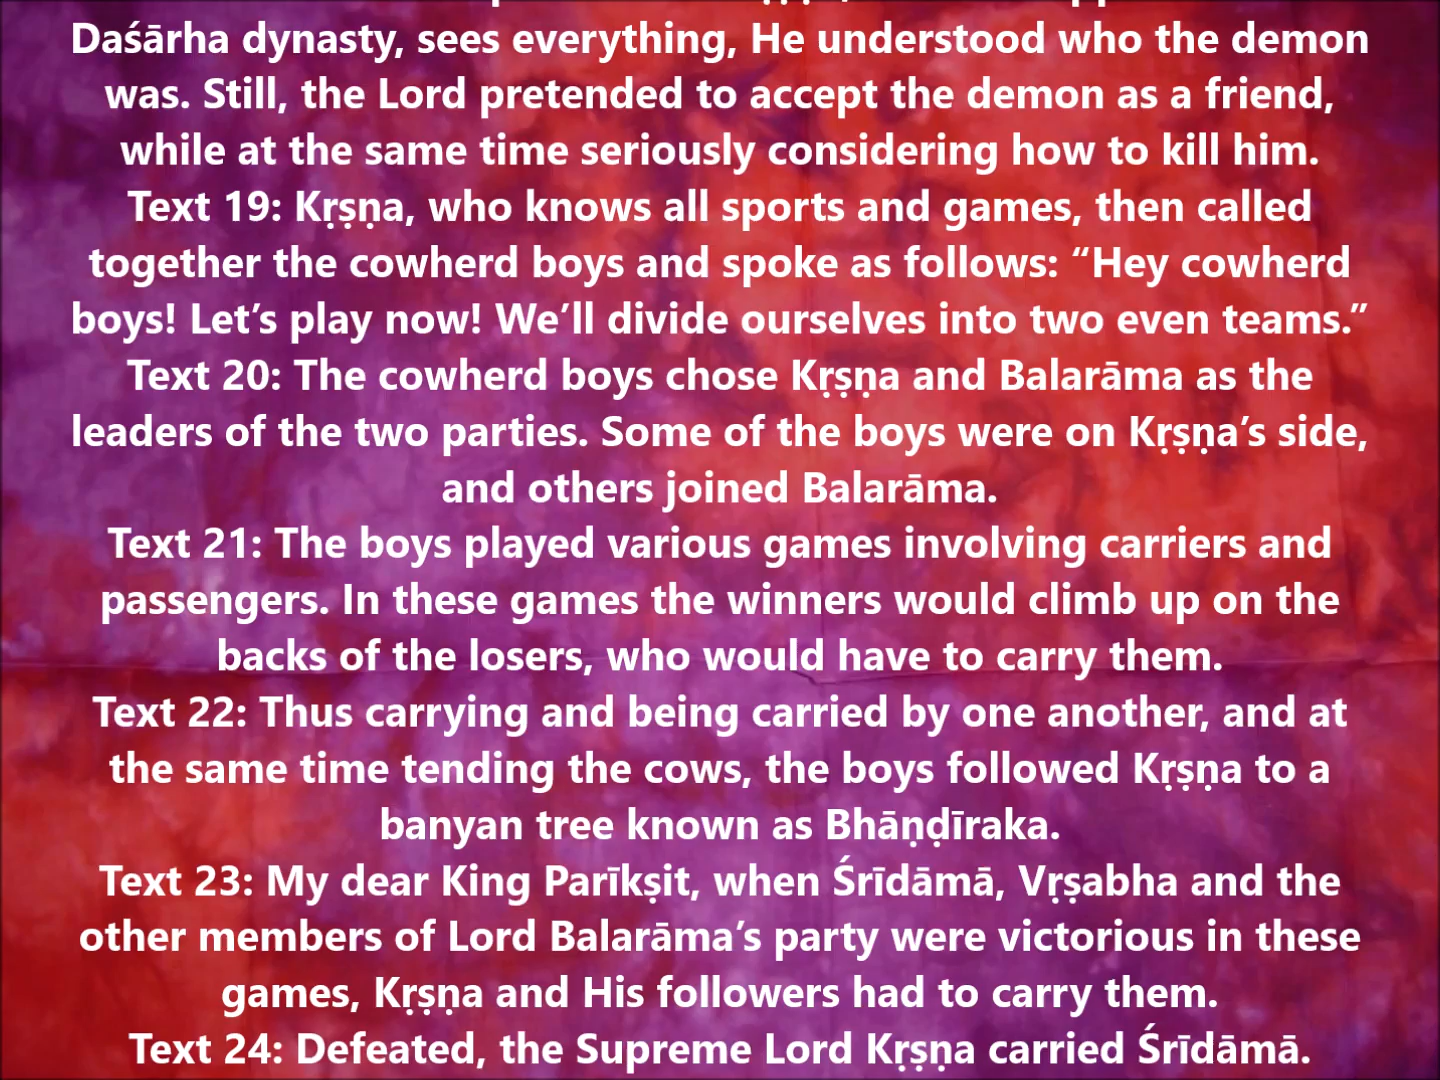 Daśārha dynasty, sees everything, He understood who the demon
was. Still, the Lord pretended to accept the demon as a friend,
while at the same time seriously considering how to kill him.
Text 19: Kṛṣṇa, who knows all sports and games, then called
together the cowherd boys and spoke as follows: “Hey cowherd
boys! Let’s play now! We’ll divide ourselves into two even teams.”
Text 20: The cowherd boys chose Kṛṣṇa and Balarāma as the
leaders of the two parties. Some of the boys were on Kṛṣṇa’s side,
and others joined Balarāma.
Text 21: The boys played various games involving carriers and
passengers. In these games the winners would climb up on the
backs of the losers, who would have to carry them.
Text 22: Thus carrying and being carried by one another, and at
the same time tending the cows, the boys followed Kṛṣṇa to a
banyan tree known as Bhāṇḍīraka.
Text 23: My dear King Parīkṣit, when Śrīdāmā, Vṛṣabha and the
other members of Lord Balarāma’s party were victorious in these
games, Kṛṣṇa and His followers had to carry them.
Text 24: Defeated, the Supreme Lord Kṛṣṇa carried Śrīdāmā.